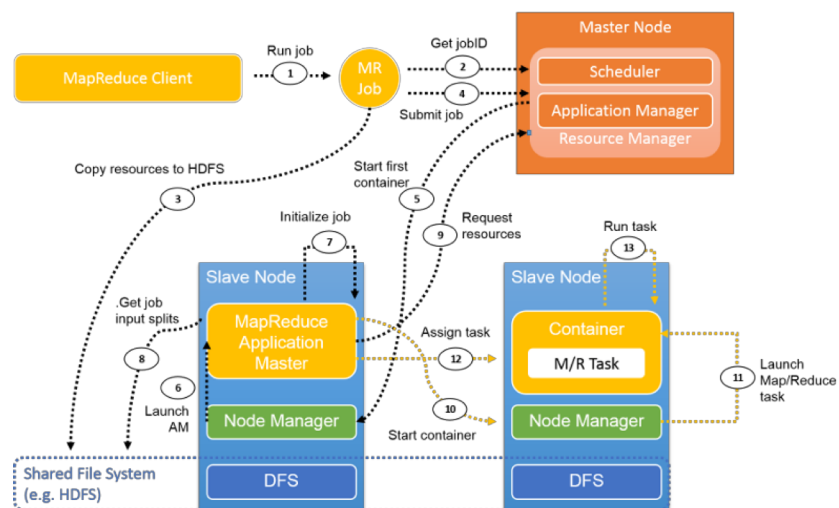 Master Node
Run job
1
Get jobID
2
MapReduce Client
MR
Job
Scheduler
4
Submit job
Application Manager
Resource Manager
Copy resources to HDFS
3
Start first
container
5
Initialize job
7
9
Request
resources
Run task
13
Slave Node
Slave Node
.Get job
input splits
8
MapReduce
Application
Master
Assign task
12
Container
M/R Task
11
Launch
Map/Reduce
task
6
Launch
AM
10
Start container
Node Manager
Node Manager
Shared File System
(e.g. HDFS)
DFS
DFS